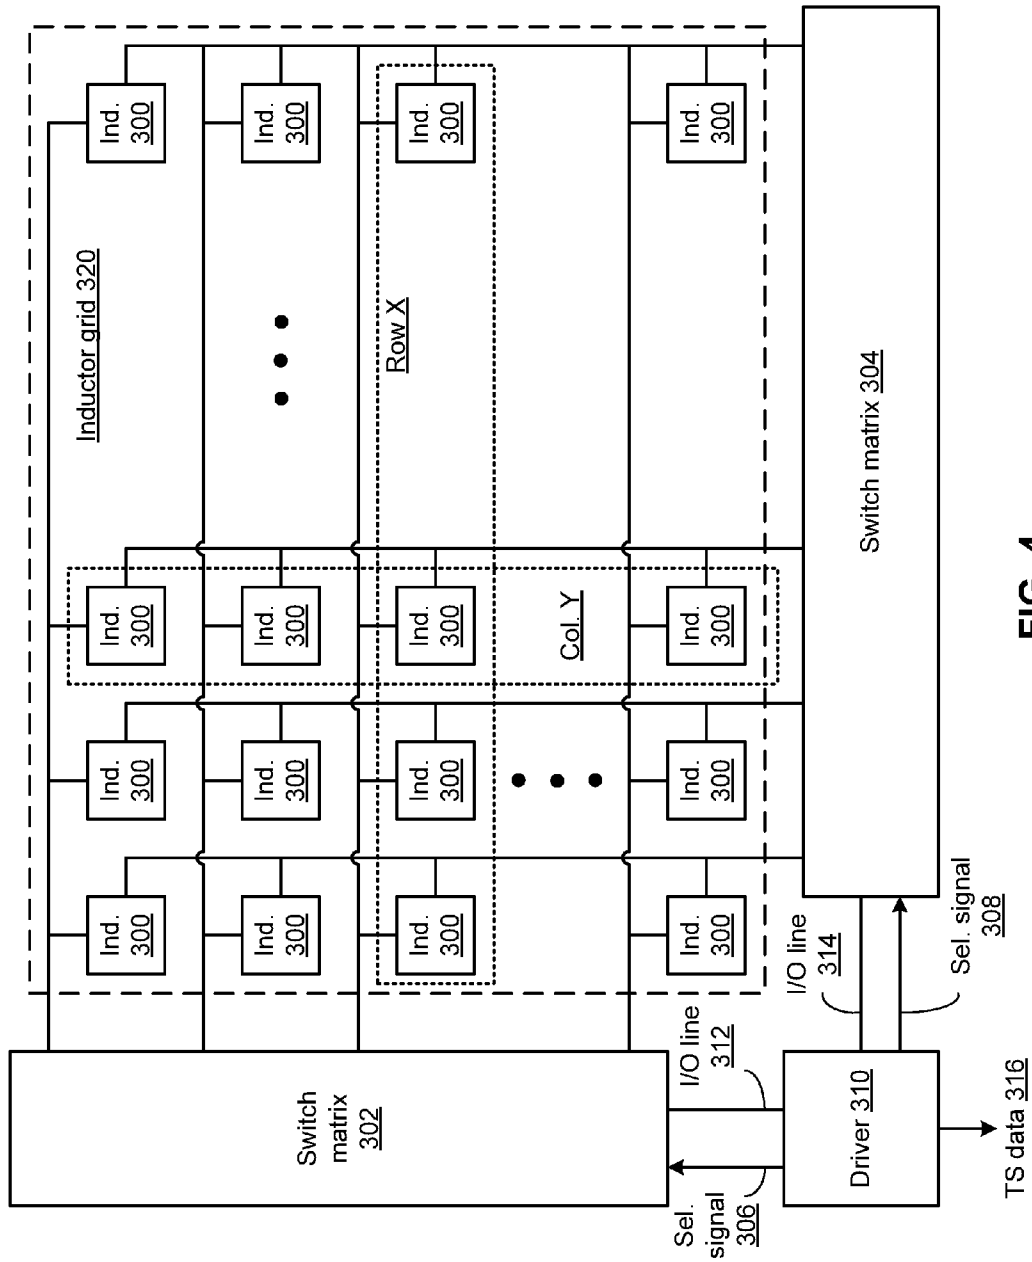 Inductor grid 320
Ind.
300
Ind.
300
Ind.
300
Ind.
300
Ind.
300
Ind.
300
Ind.
300
Ind.
300
Switch
matrix
302
Row X
Ind.
300
Ind.
300
Ind.
300
Ind.
300
Col. Y
Ind.
300
Ind.
300
Ind.
300
Ind.
300
Sel.
signal
306
I/O line
312
I/O line
314
Driver 310
Switch matrix 304
Sel. signal
308
TS data 316
FIG. 4